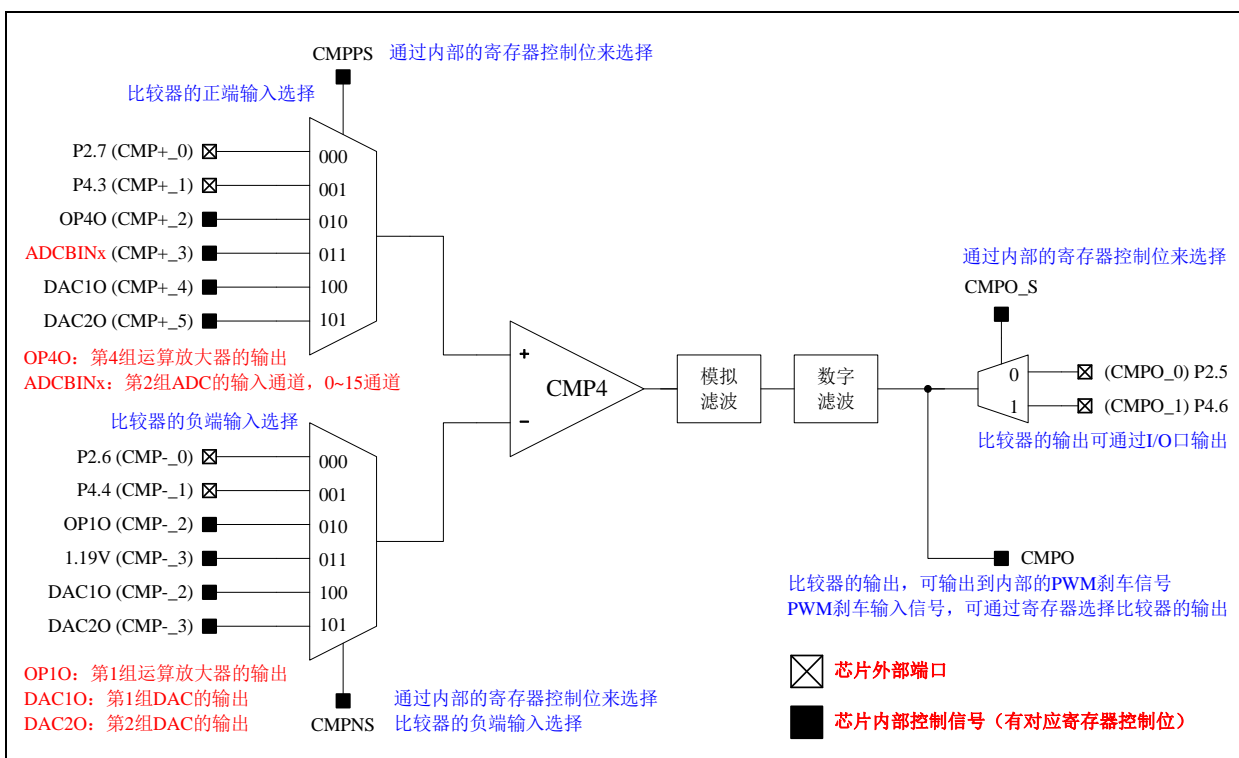 CMPPS 通过内部的寄存器控制位来选择
比较器的正端输入选择
P2.7 (CMP+_0)
000
P4.3 (CMP+_1)
001
OP4O (CMP+_2)
010
ADCBINx (CMP+_3)
011
DAC1O (CMP+_4)
100
DAC2O (CMP+_5)
101
OP4O：第4组运算放大器的输出
ADCBINx：第2组ADC的输入通道，0~15通道
比较器的负端输入选择
P2.6 (CMP-_0)
000
P4.4 (CMP-_1)
001
OP1O (CMP-_2)
010
1.19V (CMP-_3)
011
DAC1O (CMP-_2)
100
DAC2O (CMP-_3)
101
OP1O：第1组运算放大器的输出
DAC1O：第1组DAC的输出
DAC2O：第2组DAC的输出
CMPNS
通过内部的寄存器控制位来选择
比较器的负端输入选择
+
CMP4
−
模拟
滤波
数字
滤波
通过内部的寄存器控制位来选择
CMPO_S
0
(CMPO_0) P2.5
1
(CMPO_1) P4.6
比较器的输出可通过I/O口输出
CMPO
比较器的输出，可输出到内部的PWM刹车信号
PWM刹车输入信号，可通过寄存器选择比较器的输出
芯片外部端口
芯片内部控制信号（有对应寄存器控制位）